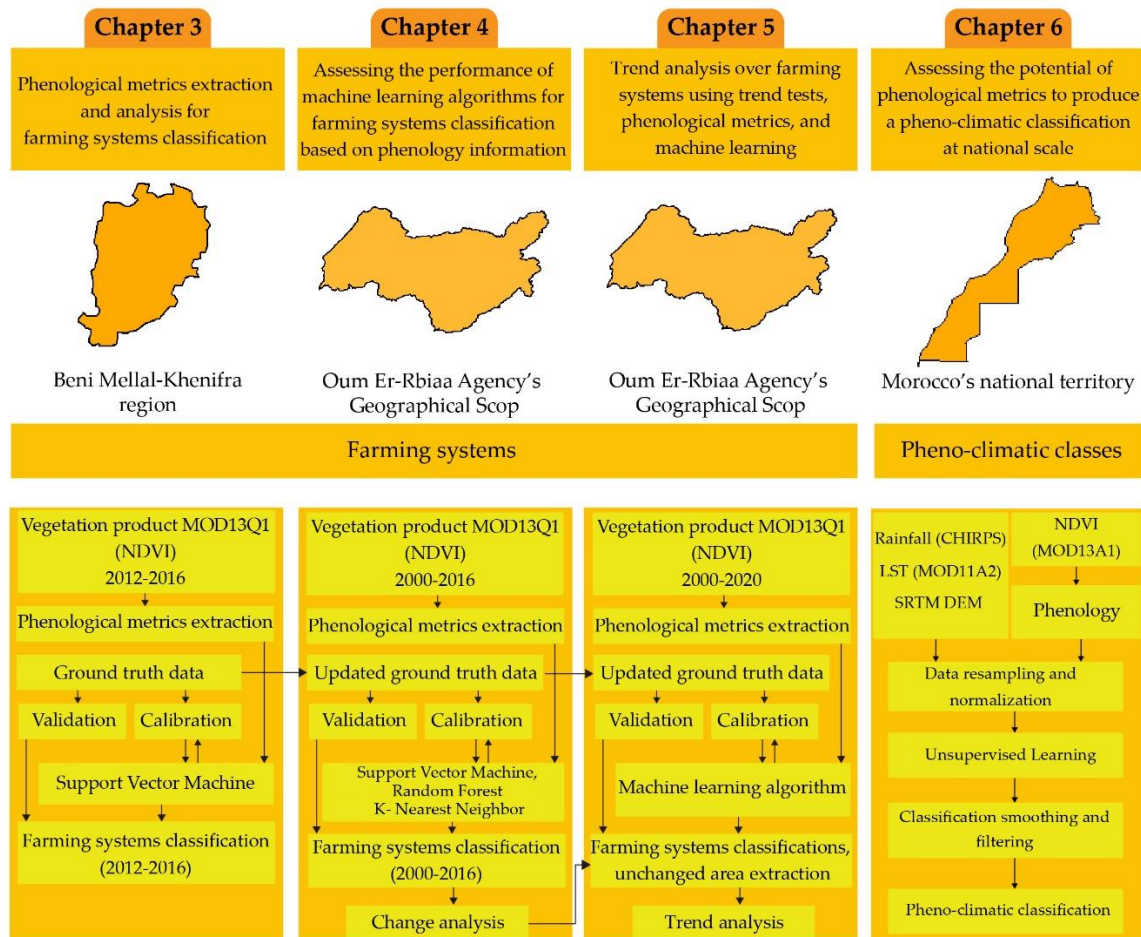 Chapter 3
Phenological metrics extraction
and analysis for
farming systems classification
Chapter 4
Assessing the performance of
machine learning algorithms for
farming systems classification
based on phenology information
Chapter 5
Trend analysis over farming
systems using trend tests,
phenological metrics, and
machine learning
Chapter 6
Assessing the potential of
phenological metrics to produce
a pheno-climatic classification
at national scale
Beni Mellal-Khenifra
region
Oum Er-Rbiaa Agency's
Geographical Scop
Oum Er-Rbiaa Agency's
Geographical Scop
Morocco's national territory
Farming systems
Pheno-climatic classes
Vegetation product MOD13Q1
(NDVI)
2012-2016
Phenological metrics extraction
Ground truth data
Validation
Calibration
Support Vector Machine
Farming systems classification
(2012-2016)
Vegetation product MOD13Q1
(NDVI)
2000-2016
Phenological metrics extraction
Updated ground truth data
Validation
Calibration
Support Vector Machine,
Random Forest
K- Nearest Neighbor
Farming systems classification
(2000-2016)
Change analysis
Vegetation product MOD13Q1
(NDVI)
2000-2020
Phenological metrics extraction
Updated ground truth data
Validation
Calibration
Machine learning algorithm
Farming systems classifications,
unchanged area extraction
Trend analysis
Rainfall (CHIRPS)
LST (MOD11A2)
SRTM DEM
NDVI
(MOD13A1)
Phenology
Data resampling and
normalization
Unsupervised Learning
Classification smoothing and
filtering
Pheno-climatic classification